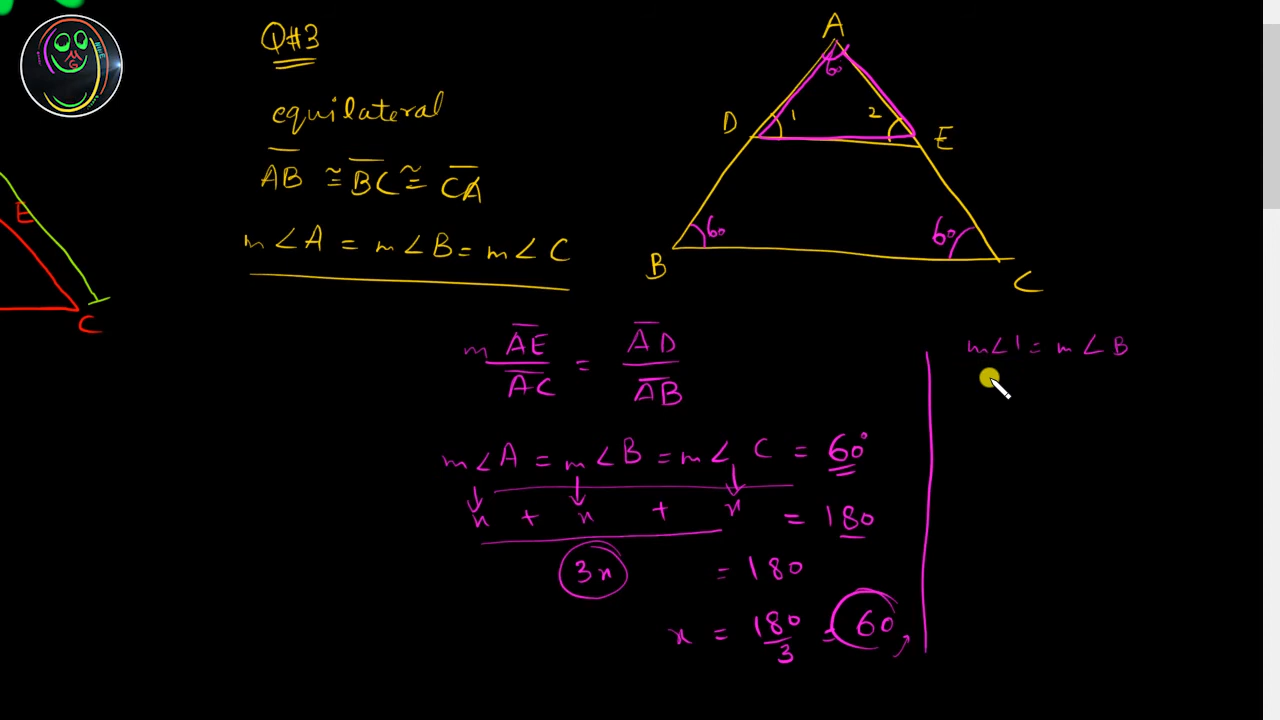 Q#3
equilateral
AB ≅ BC ≅ CA
m∠A = m∠B = m∠C
A
60
D 1 2 E
60 60
B C
E
C
m AE / AC = AD / AB
m∠A = m∠B = m∠C = 60°
x + x + x = 180
3x = 180
x = 180/3 = 60,
m∠1 = m∠B